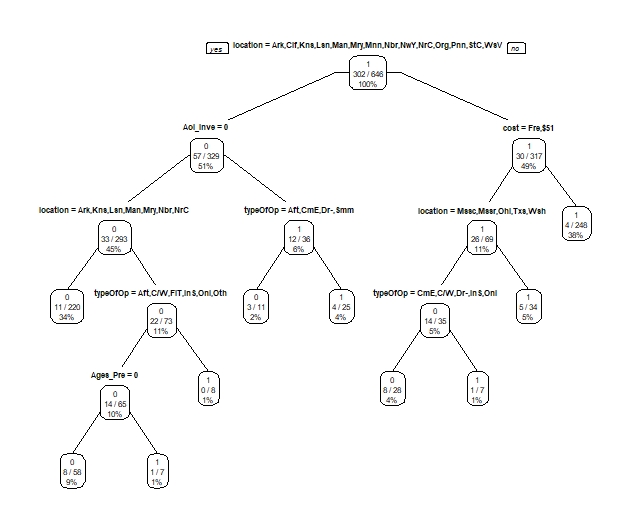 yes location = Ark,Clf,Kns,Lsn,Man,Mry,Mnn,Nbr,NwY,NrC,Org,Pnn,StC,WsV no
1
302 / 646
100%
AoI_Inve = 0
cost = Fre,$51
0
57 / 329
51%
1
30 / 317
49%
location = Ark,Kns,Lsn,Man,Mry,Nbr,NrC
typeOfOp = Aft,CmE,Dr-,Smm
location = Mssc,Mssr,Ohi,Txs,Wsh
0
33 / 293
45%
1
12 / 36
6%
1
26 / 69
11%
1
4 / 248
38%
typeOfOp = Aft,C/W,FlT,InS,Onl,Oth
typeOfOp = CmE,C/W,Dr-,InS,Onl
0
11 / 220
34%
0
22 / 73
11%
0
3 / 11
2%
1
4 / 25
4%
0
14 / 35
5%
1
5 / 34
5%
Ages_Pre = 0
0
14 / 65
10%
1
0 / 8
1%
0
8 / 28
4%
1
1 / 7
1%
0
8 / 58
9%
1
1 / 7
1%